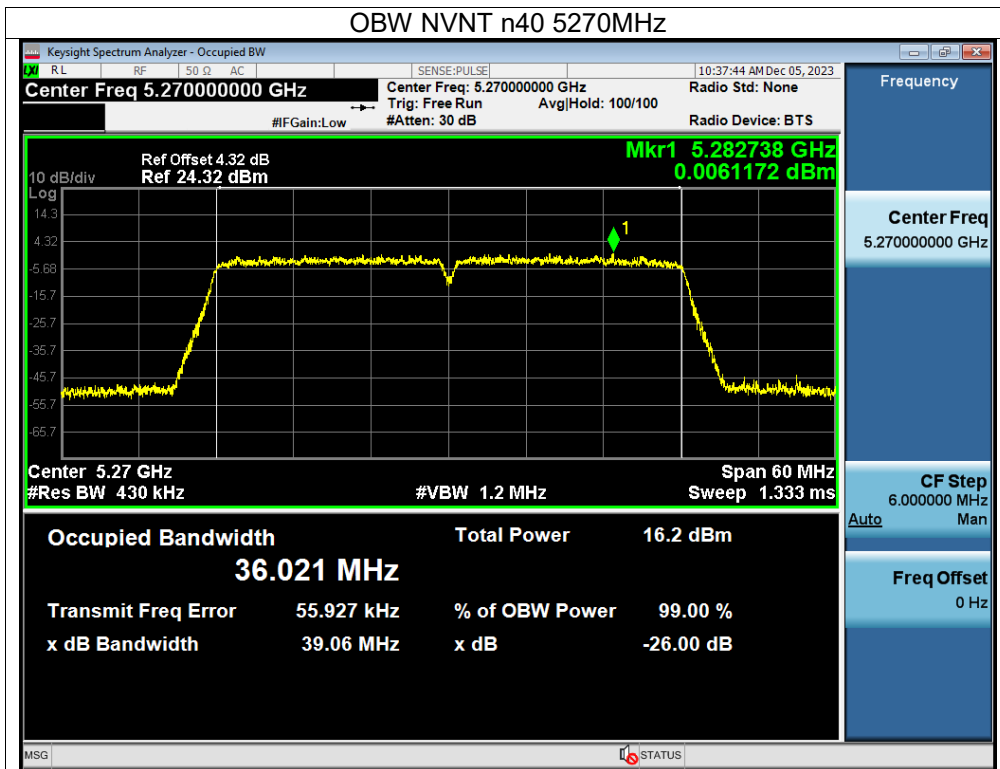 OBW NVNT n40 5270MHz
Keysight Spectrum Analyzer - Occupied BW
LXI RL RF 50 Ω AC SENSE:PULSE 10:37:44 AM Dec 05, 2023
Center Freq 5.270000000 GHz
Center Freq: 5.270000000 GHz Radio Std: None
Trig: Free Run Avg|Hold: 100/100
#IFGain:Low #Atten: 30 dB Radio Device: BTS
Frequency
Mkr1 5.282738 GHz
0.0061172 dBm
Ref Offset 4.32 dB
10 dB/div Ref 24.32 dBm
Log
14.3
4.32
-5.68
-15.7
-25.7
-35.7
-45.7
-55.7
-65.7
1
Center 5.27 GHz Span 60 MHz
#Res BW 430 kHz #VBW 1.2 MHz Sweep 1.333 ms
Center Freq
5.270000000 GHz
CF Step
6.000000 MHz
Auto Man
Freq Offset
0 Hz
Occupied Bandwidth Total Power 16.2 dBm
36.021 MHz
Transmit Freq Error 55.927 kHz % of OBW Power 99.00 %
x dB Bandwidth 39.06 MHz x dB -26.00 dB
MSG STATUS